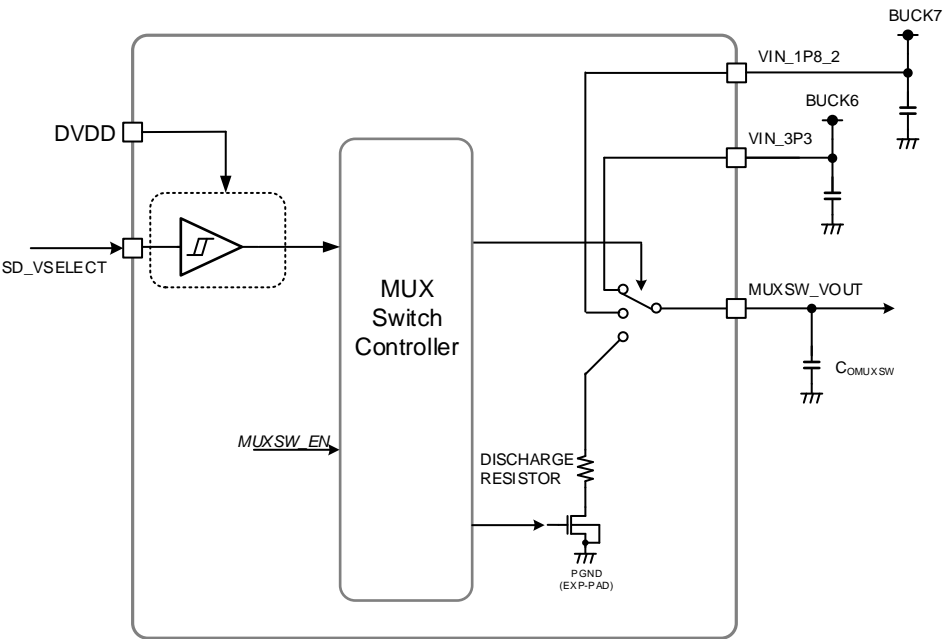 BUCK7
VIN_1P8_2
BUCK6
DVDD
VIN_3P3
SD_VSELECT
MUX
Switch
Controller
MUXSW_VOUT
COMUXSW
MUXSW_EN
DISCHARGE
RESISTOR
PGND
(EXP-PAD)